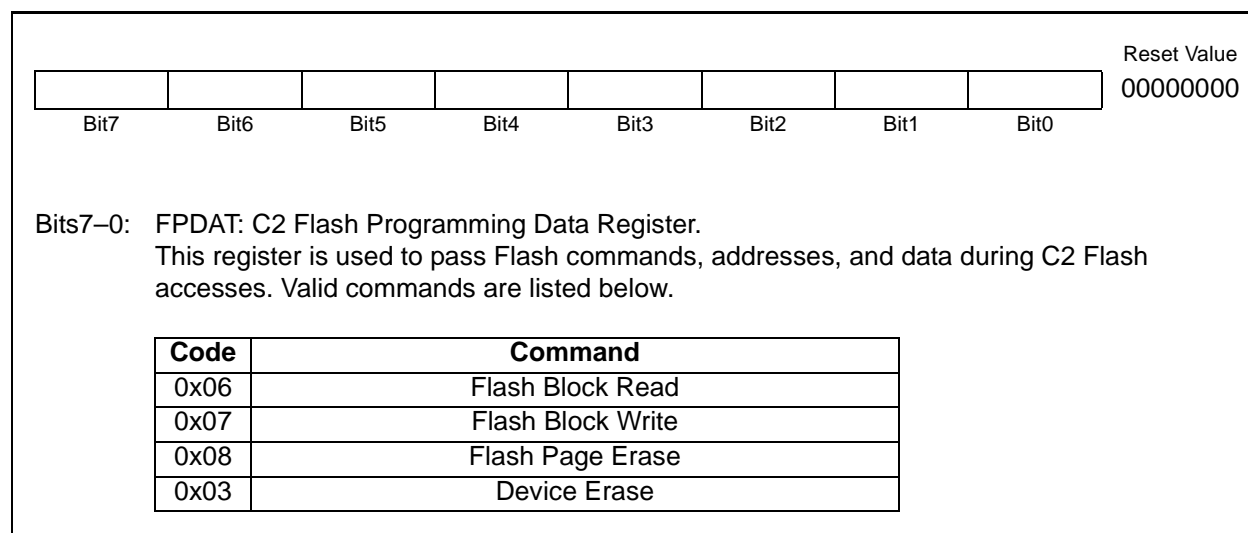 Reset Value
00000000
Bit7 Bit6 Bit5 Bit4 Bit3 Bit2 Bit1 Bit0
Bits7–0: FPDAT: C2 Flash Programming Data Register.
This register is used to pass Flash commands, addresses, and data during C2 Flash
accesses. Valid commands are listed below.
Code Command
0x06 Flash Block Read
0x07 Flash Block Write
0x08 Flash Page Erase
0x03 Device Erase